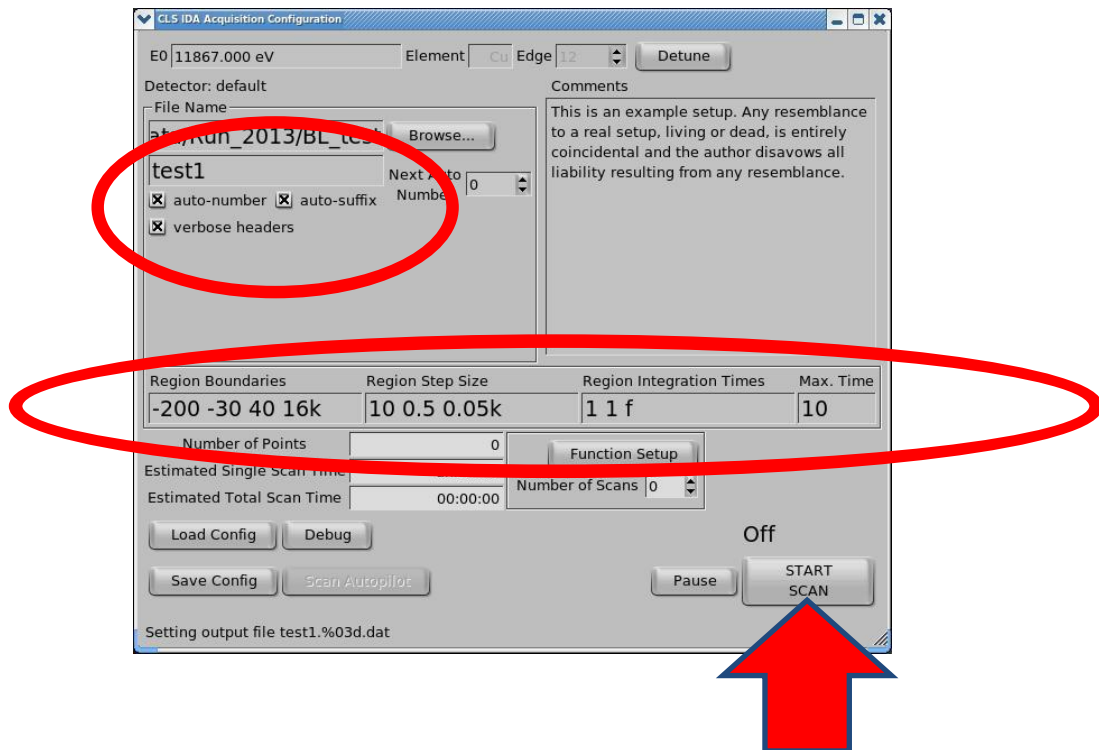 CLS IDA Acquisition Configuration
E0 11867.000 eV Element Cu Edge 12 Detune
Detector: default
Comments
File Name
Run_2013/BL_test Browse...
test1
Next Auto Number 0
auto-number auto-suffix
verbose headers
This is an example setup. Any resemblance
to a real setup, living or dead, is entirely
coincidental and the author disavows all
liability resulting from any resemblance.
Region Boundaries Region Step Size Region Integration Times Max. Time
-200 -30 40 16k 10 0.5 0.05k 1 1 f 10
Number of Points 0
Function Setup
Estimated Single Scan Time
Number of Scans 0
Estimated Total Scan Time 00:00:00
Load Config Debug
Off
Save Config Scan Autopilot Pause START
SCAN
Setting output file test1.%03d.dat